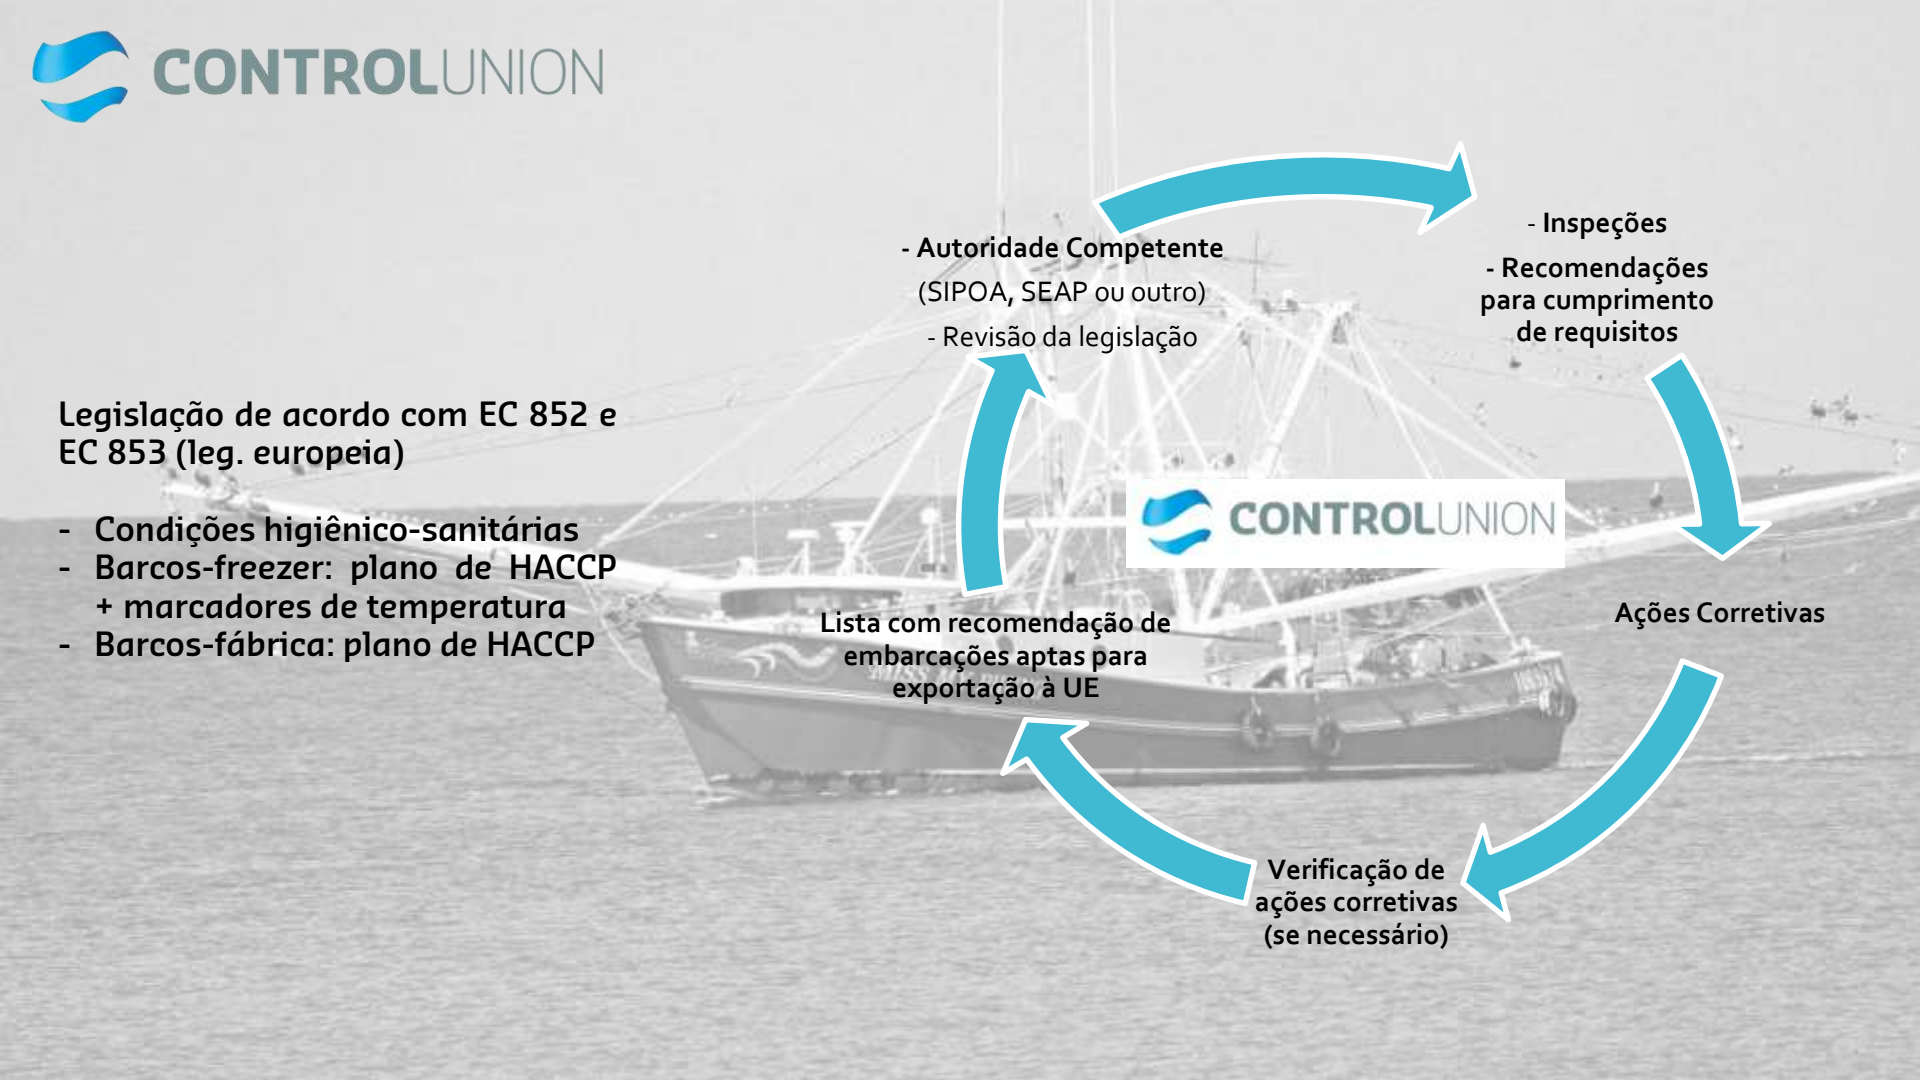 CONTROLUNION
Legislação de acordo com EC 852 e
EC 853 (leg. europeia)
- Condições higiênico-sanitárias
- Barcos-freezer: plano de HACCP
+ marcadores de temperatura
- Barcos-fábrica: plano de HACCP
- Autoridade Competente
(SIPOA, SEAP ou outro)
- Revisão da legislação
- Inspeções
- Recomendações
para cumprimento
de requisitos
Ações Corretivas
Verificação de
ações corretivas
(se necessário)
Lista com recomendação de
embarcações aptas para
exportação à UE
CONTROLUNION